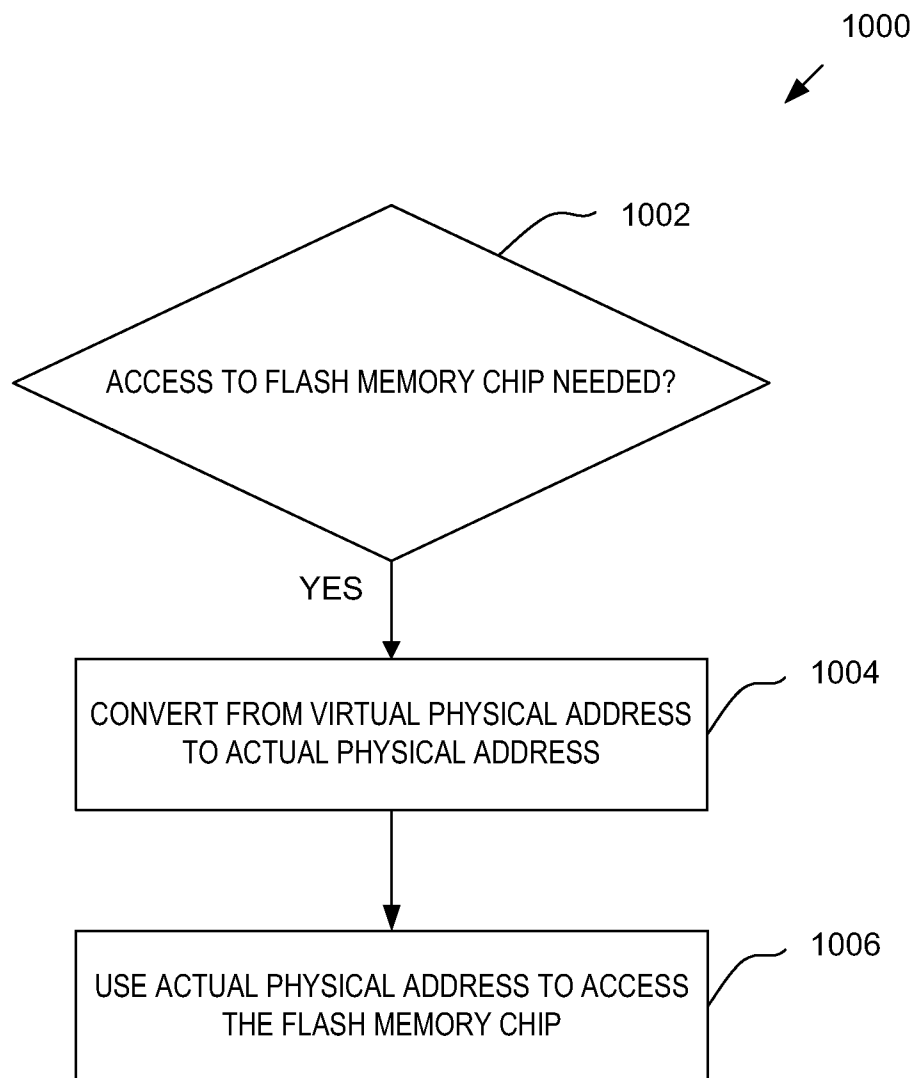 1000
1002
ACCESS TO FLASH MEMORY CHIP NEEDED?
YES
1004
CONVERT FROM VIRTUAL PHYSICAL ADDRESS
TO ACTUAL PHYSICAL ADDRESS
1006
USE ACTUAL PHYSICAL ADDRESS TO ACCESS
THE FLASH MEMORY CHIP